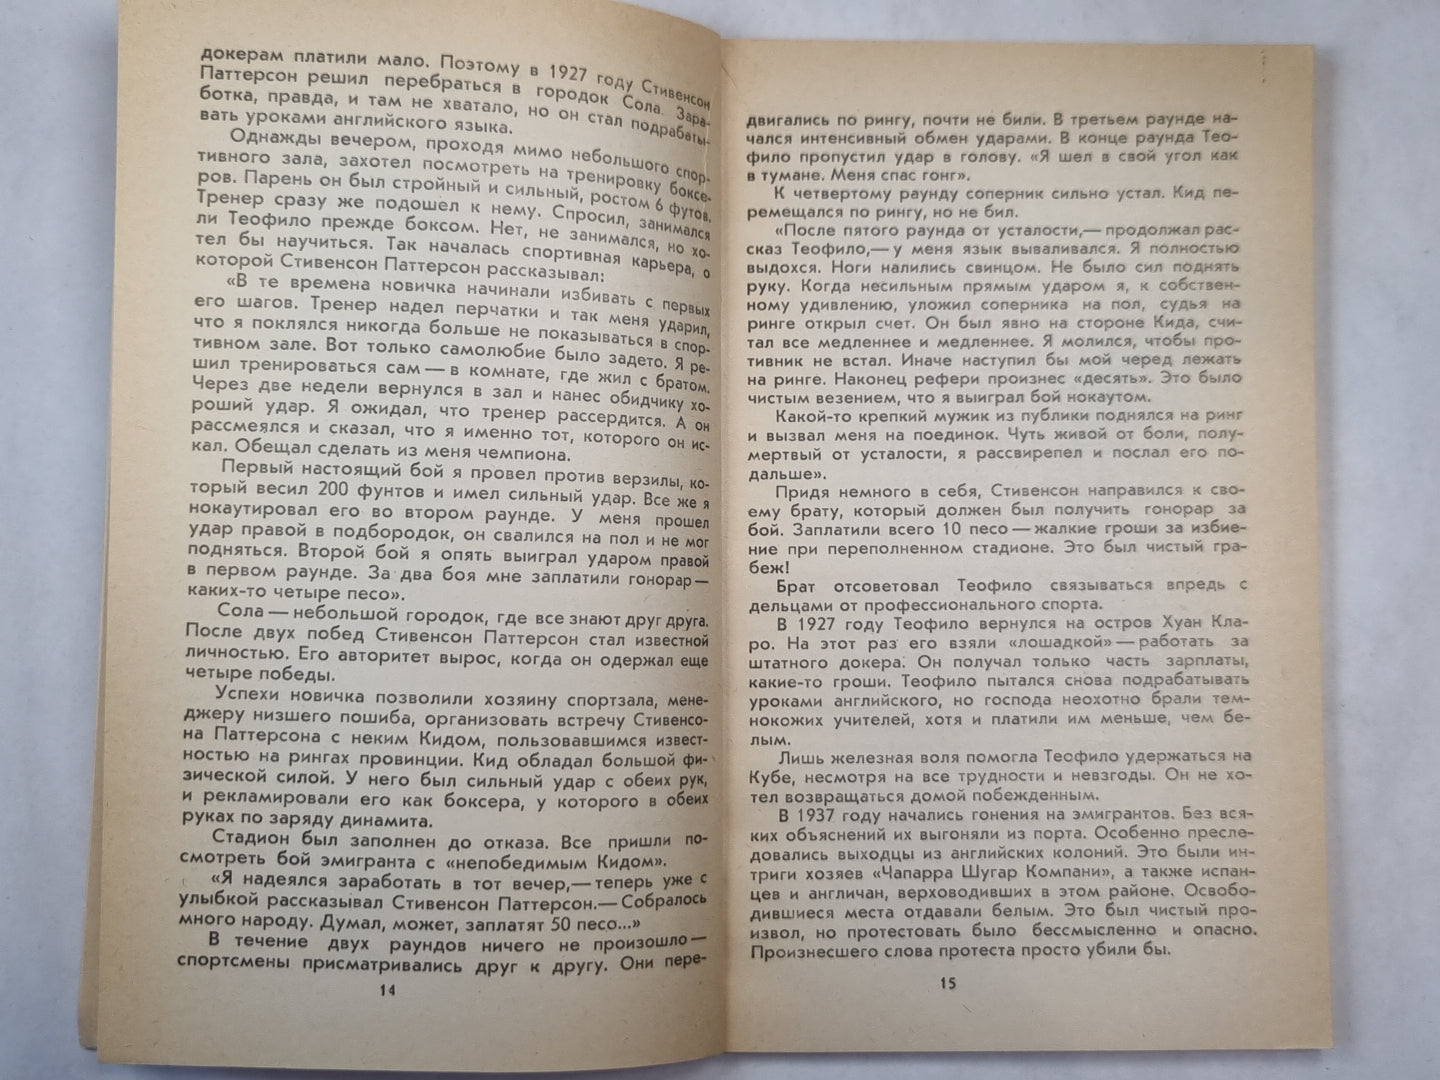 докерам платили мало. Поэтому в 1927 году Стивенсон
Паттерсон решил перебраться в городок Сола. Зара-
ботка, правда, и там не хватало, но он стал подрабаты-
вать уроками английского языка.
Однажды вечером, проходя мимо небольшого спор-
тивного зала, захотел посмотреть на тренировку боксе-
ров. Парень он был стройный и сильный, ростом 6 футов.
Тренер сразу же подошел к нему. Спросил, занимался
ли Теофило прежде боксом. Нет, не занимался, но хо-
тел бы научиться. Так началась спортивная карьера, о
которой Стивенсон Паттерсон рассказывал:
«В те времена новичка начинали избивать с первых
его шагов. Тренер надел перчатки и так меня ударил,
что я поклялся никогда больше не показываться в спор-
тивном зале. Вот только самолюбие было задето. Я ре-
шил тренироваться сам — в комнате, где жил с братом.
Через две недели вернулся в зал и нанес обидчику хо-
роший удар. Я ожидал, что тренер рассердится. А он
рассмеялся и сказал, что я именно тот, которого он ис-
кал. Обещал сделать из меня чемпиона.
Первый настоящий бой я провел против верзилы, ко-
торый весил 200 фунтов и имел сильный удар. Все же я
нокаутировал его во втором раунде. У меня прошел
удар правой в подбородок, он свалился на пол и не мог
подняться. Второй бой я опять выиграл ударом правой
в первом раунде. За два боя мне заплатили гонорар —
каких-то четыре песо».
Сола — небольшой городок, где все знают друг друга.
После двух побед Стивенсон Паттерсон стал известной
личностью. Его авторитет вырос, когда он одержал еще
четыре победы.
Успехи новичка позволили хозяину спортзала, мене-
джеру низшего пошиба, организовать встречу Стивенсо-
на Паттерсона с неким Кидом, пользовавшимся извест-
ностью на рингах провинции. Кид обладал большой фи-
зической силой. У него был сильный удар с обеих рук,
и рекламировали его как боксера, у которого в обеих
руках по заряду динамита.
Стадион был заполнен до отказа. Все пришли по-
смотреть бой эмигранта с «непобедимым Кидом».
«Я надеялся заработать в тот вечер,— теперь уже с
улыбкой рассказывал Стивенсон Паттерсон.— Собралось
много народу. Думал, может, заплатят 50 песо...»
В течение двух раундов ничего не произошло —
спортсмены присматривались друг к другу. Они пере-
14
двигались по рингу, почти не били. В третьем раунде на-
чался интенсивный обмен ударами. В конце раунда Тео-
фило пропустил удар в голову. «Я шел в свой угол как
в тумане. Меня спас гонг».
К четвертому раунду соперник сильно устал. Кид пе-
ремещался по рингу, но не бил.
«После пятого раунда от усталости,— продолжал рас-
сказ Теофило,— у меня язык вываливался. Я полностью
выдохся. Ноги налились свинцом. Не было сил поднять
руку. Когда несильным прямым ударом я, к собствен-
ному удивлению, уложил соперника на пол, судья на
ринге открыл счет. Он был явно на стороне Кида, счи-
тал все медленнее и медленнее. Я молился, чтобы про-
тивник не встал. Иначе наступил бы мой черед лежать
на ринге. Наконец рефери произнес «десять». Это было
чистым везением, что я выиграл бой нокаутом.
Какой-то крепкий мужик из публики поднялся на ринг
и вызвал меня на поединок. Чуть живой от боли, полу-
мертвый от усталости, я рассвирепел и послал его по-
дальше».
Придя немного в себя, Стивенсон направился к сво-
ему брату, который должен был получить гонорар за
бой. Заплатили всего 10 песо — жалкие гроши за избие-
ние при переполненном стадионе. Это был чистый гра-
беж!
Брат отсоветовал Теофило связываться впредь с
дельцами от профессионального спорта.
В 1927 году Теофило вернулся на остров Хуан Кла-
ро. На этот раз его взяли «лошадкой» — работать за
штатного докера. Он получал только часть зарплаты,
какие-то гроши. Теофило пытался снова подрабатывать
уроками английского, но господа неохотно брали тем-
нокожих учителей, хотя и платили им меньше, чем бе-
лым.
Лишь железная воля помогла Теофило удержаться на
Кубе, несмотря на все трудности и невзгоды. Он не хо-
тел возвращаться домой побежденным.
В 1937 году начались гонения на эмигрантов. Без вся-
ких объяснений их выгоняли из порта. Особенно пресле-
довались выходцы из английских колоний. Это были ин-
триги хозяев «Чапарра Шугар Компани», а также испан-
цев и англичан, верховодивших в этом районе. Освобо-
дившиеся места отдавали белым. Это был чистый про-
извол, но протестовать было бессмысленно и опасно.
Произнесшего слова протеста просто убили бы.
15